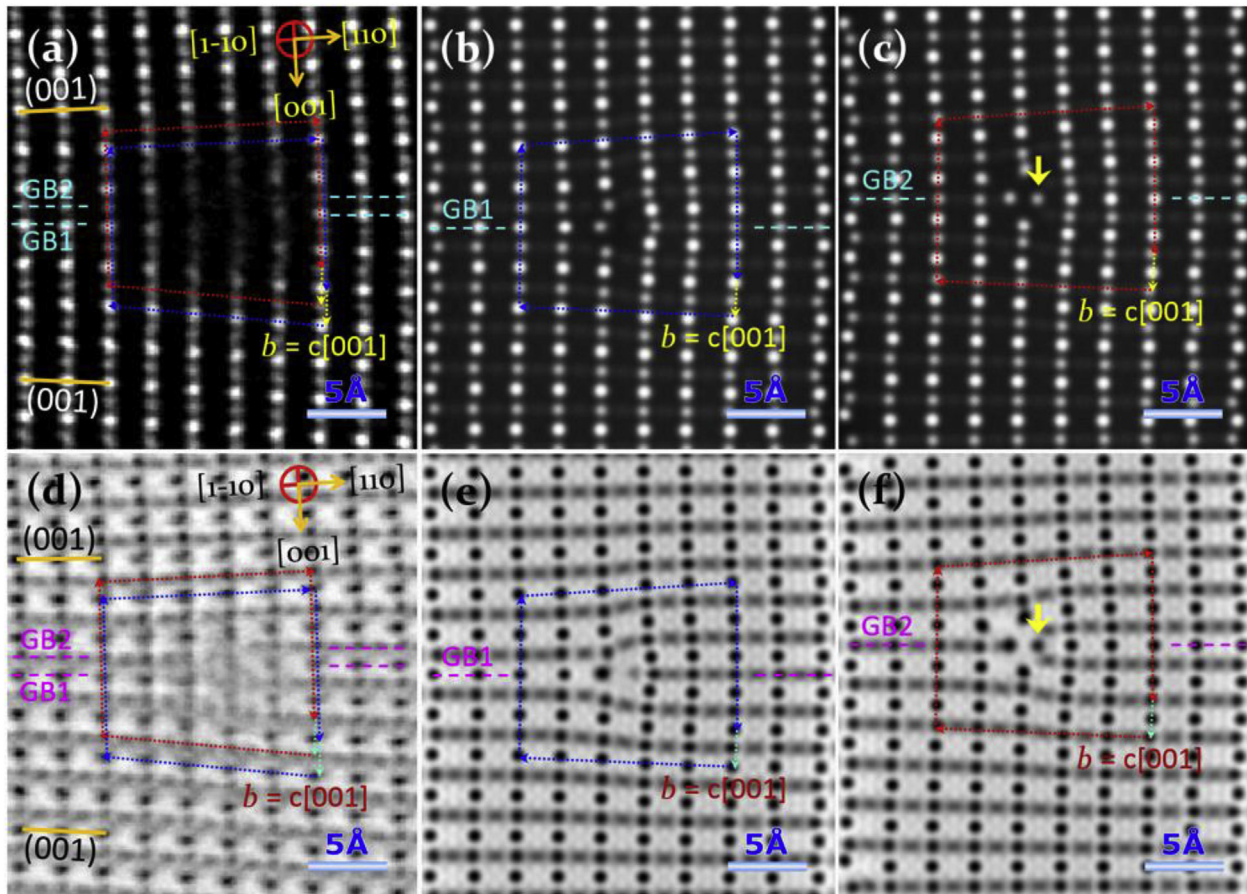 (a)
[1-10]
[110]
[001]
(001)
GB2
GB1
b = c[001]
(001)
5Å
(b)
GB1
b = c[001]
5Å
(c)
GB2
b = c[001]
5Å
(d)
[1-10]
[110]
[001]
(001)
GB2
GB1
b = c[001]
(001)
5Å
(e)
GB1
b = c[001]
5Å
(f)
GB2
b = c[001]
5Å